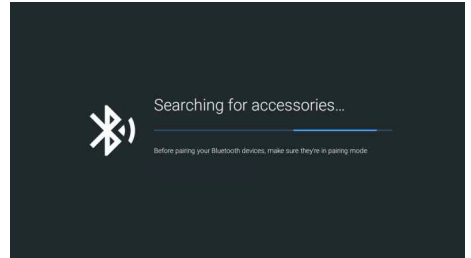 Searching for accessories...
Before pairing your Bluetooth devices, make sure they're in pairing mode.